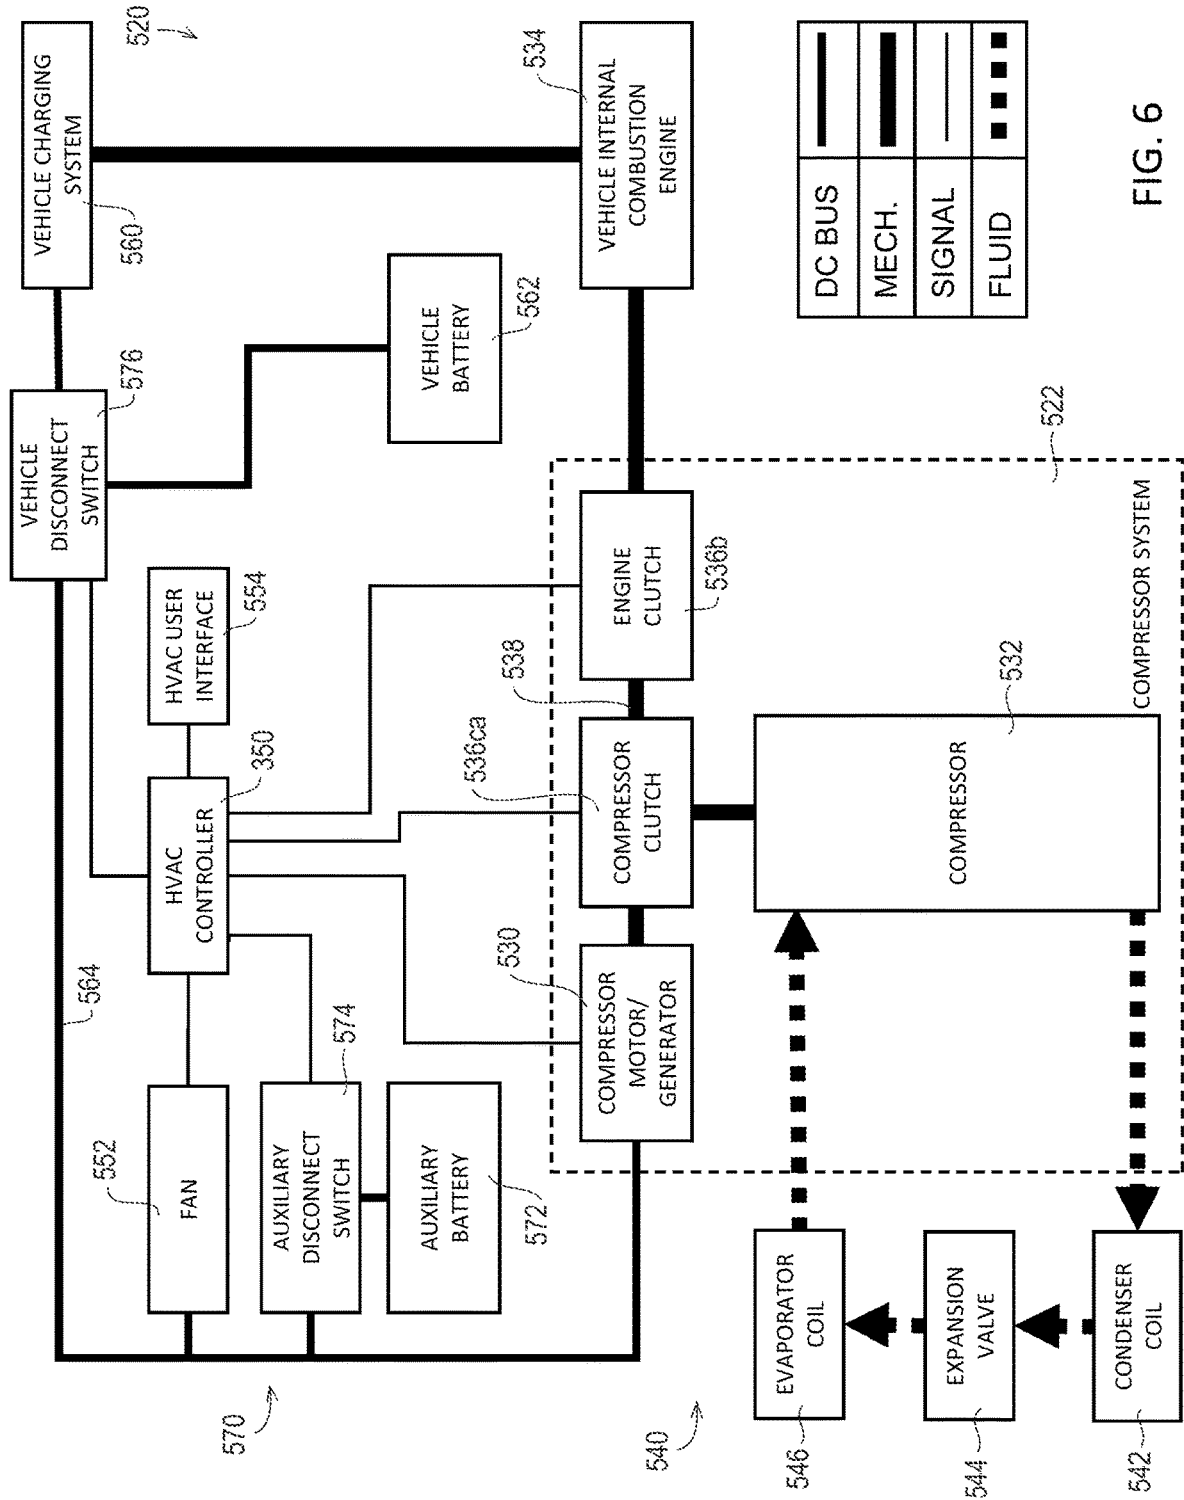 520
VEHICLE CHARGING
SYSTEM
560
VEHICLE INTERNAL
COMBUSTION
ENGINE
534
VEHICLE
DISCONNECT
SWITCH
576
VEHICLE
BATTERY
562
HVAC USER
INTERFACE
554
HVAC
CONTROLLER
350
564
FAN
552
AUXILIARY
DISCONNECT
SWITCH
574
AUXILIARY
BATTERY
572
570
ENGINE
CLUTCH
536b
538
COMPRESSOR
CLUTCH
536ca
COMPRESSOR
MOTOR/
GENERATOR
530
COMPRESSOR
532
COMPRESSOR SYSTEM
522
EVAPORATOR
COIL
546
EXPANSION
VALVE
544
CONDENSER
COIL
542
540
DC BUS
MECH.
SIGNAL
FLUID
FIG. 6